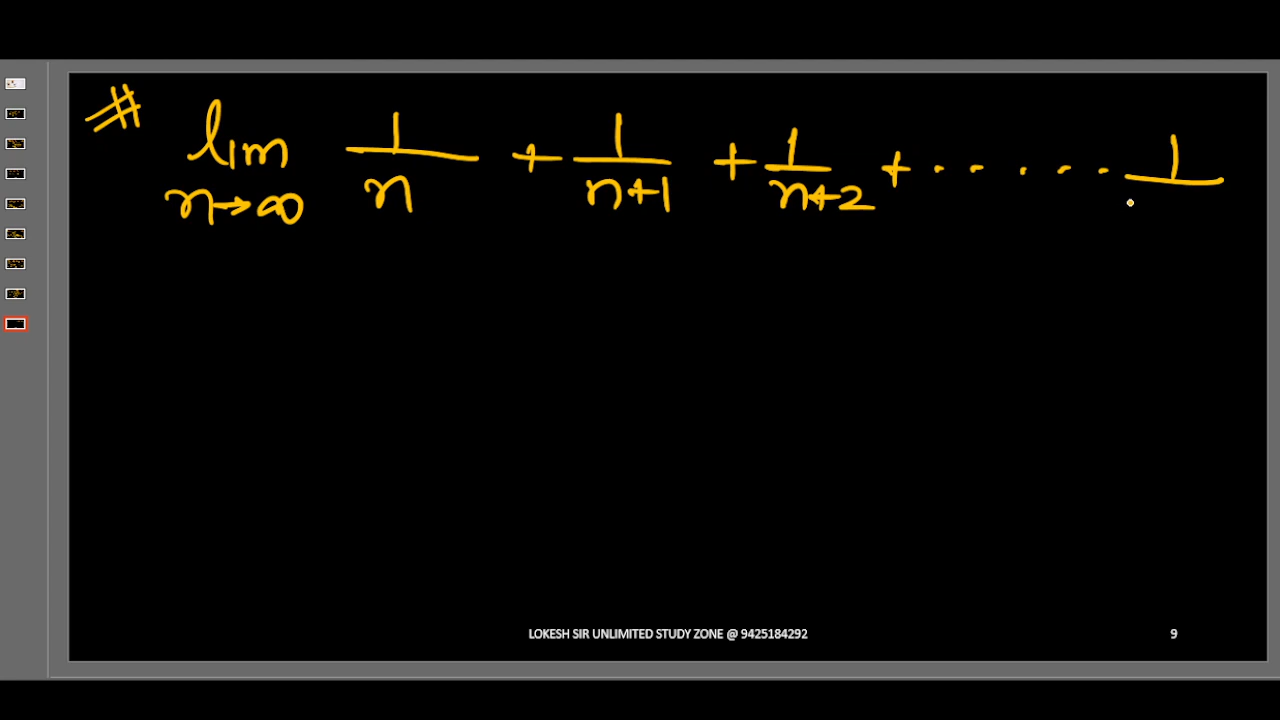 # lim n→∞ 1/n + 1/n+1 + 1/n+2 + ...... 1/
LOKESH SIR UNLIMITED STUDY ZONE @ 9425184292 9